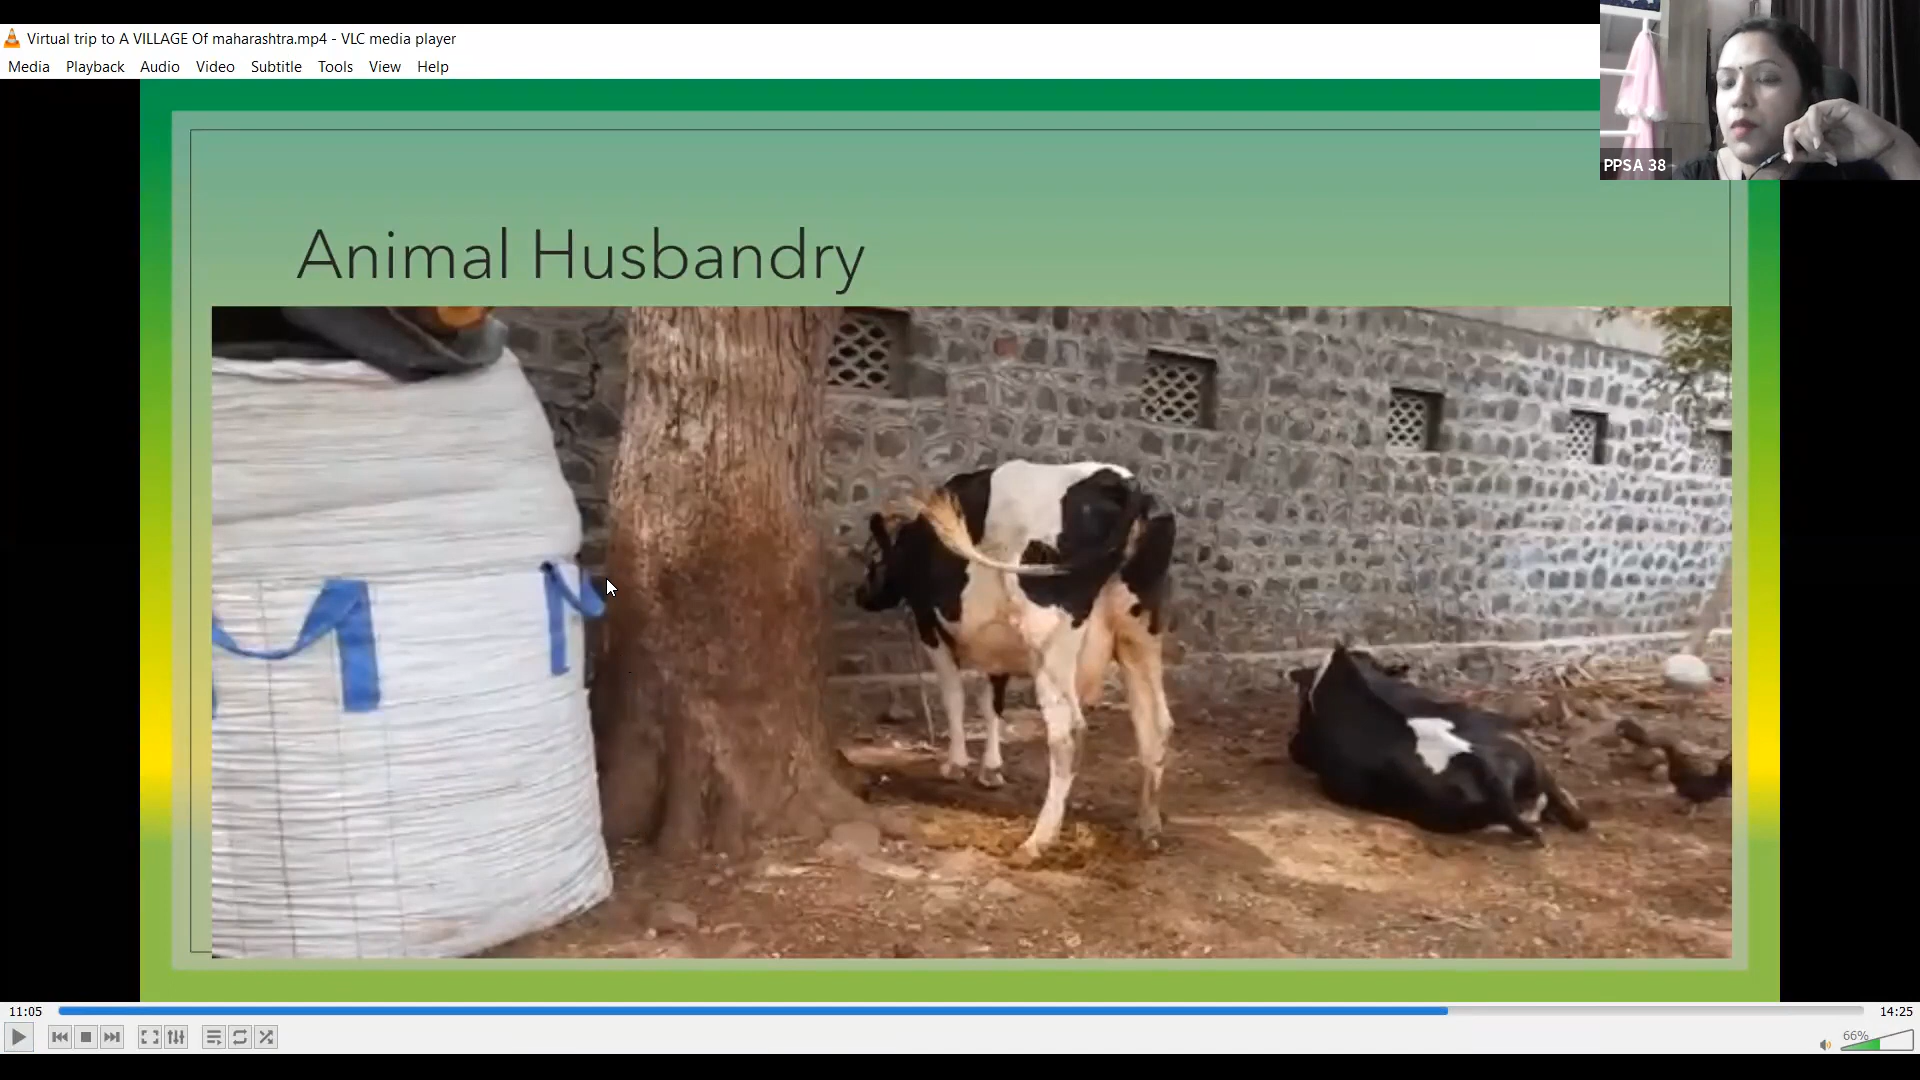 Virtual trip to A VILLAGE Of maharashtra.mp4 - VLC media player
Media Playback Audio Video Subtitle Tools View Help
PPSA 38
Animal Husbandry
11:05
14:25
66%